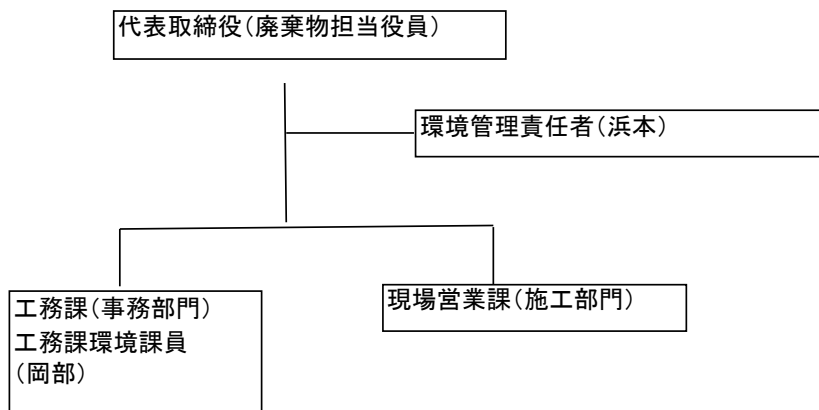 代表取締役(廃棄物担当役員)
環境管理責任者(浜本)
工務課(事務部門)
工務課環境課員
(岡部)
現場営業課(施工部門)